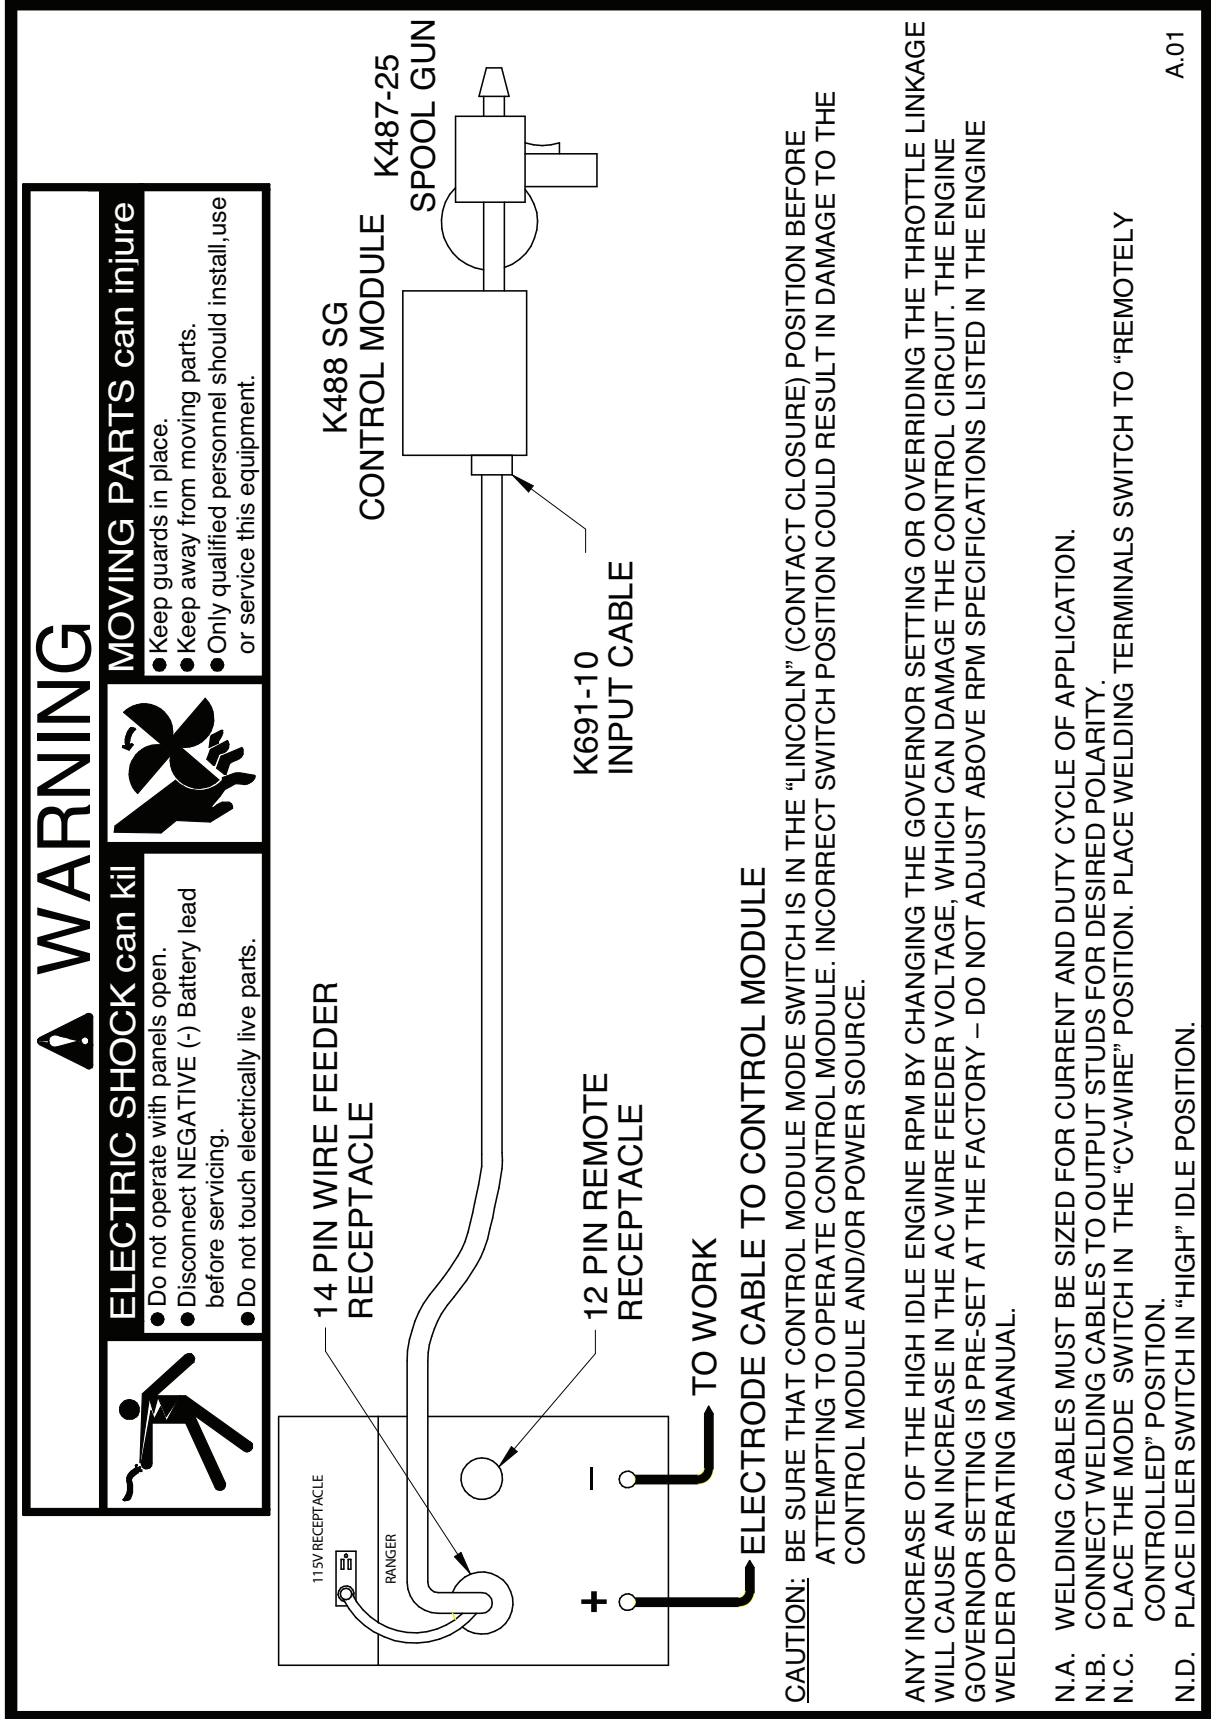 WARNING
ELECTRIC SHOCK can kil
● Do not operate with panels open.
● Disconnect NEGATIVE (-) Battery lead
before servicing.
● Do not touch electrically live parts.
MOVING PARTS can injure
● Keep guards in place.
● Keep away from moving parts.
● Only qualified personnel should install,use
or service this equipment.
115V RECEPTACLE
RANGER
14 PIN WIRE FEEDER
RECEPTACLE
12 PIN REMOTE
RECEPTACLE
+
–
TO WORK
ELECTRODE CABLE TO CONTROL MODULE
K691-10
INPUT CABLE
K488 SG
CONTROL MODULE
K487-25
SPOOL GUN
CAUTION: BE SURE THAT CONTROL MODULE MODE SWITCH IS IN THE “LINCOLN” (CONTACT CLOSURE) POSITION BEFORE
ATTEMPTING TO OPERATE CONTROL MODULE. INCORRECT SWITCH POSITION COULD RESULT IN DAMAGE TO THE
CONTROL MODULE AND/OR POWER SOURCE.
ANY INCREASE OF THE HIGH IDLE ENGINE RPM BY CHANGING THE GOVERNOR SETTING OR OVERRIDING THE THROTTLE LINKAGE
WILL CAUSE AN INCREASE IN THE AC WIRE FEEDER VOLTAGE, WHICH CAN DAMAGE THE CONTROL CIRCUIT. THE ENGINE
GOVERNOR SETTING IS PRE-SET AT THE FACTORY – DO NOT ADJUST ABOVE RPM SPECIFICATIONS LISTED IN THE ENGINE
WELDER OPERATING MANUAL.
N.A. WELDING CABLES MUST BE SIZED FOR CURRENT AND DUTY CYCLE OF APPLICATION.
N.B. CONNECT WELDING CABLES TO OUTPUT STUDS FOR DESIRED POLARITY.
N.C. PLACE THE MODE SWITCH IN THE “CV-WIRE” POSITION. PLACE WELDING TERMINALS SWITCH TO “REMOTELY
CONTROLLED” POSITION.
N.D. PLACE IDLER SWITCH IN “HIGH” IDLE POSITION.
A.01